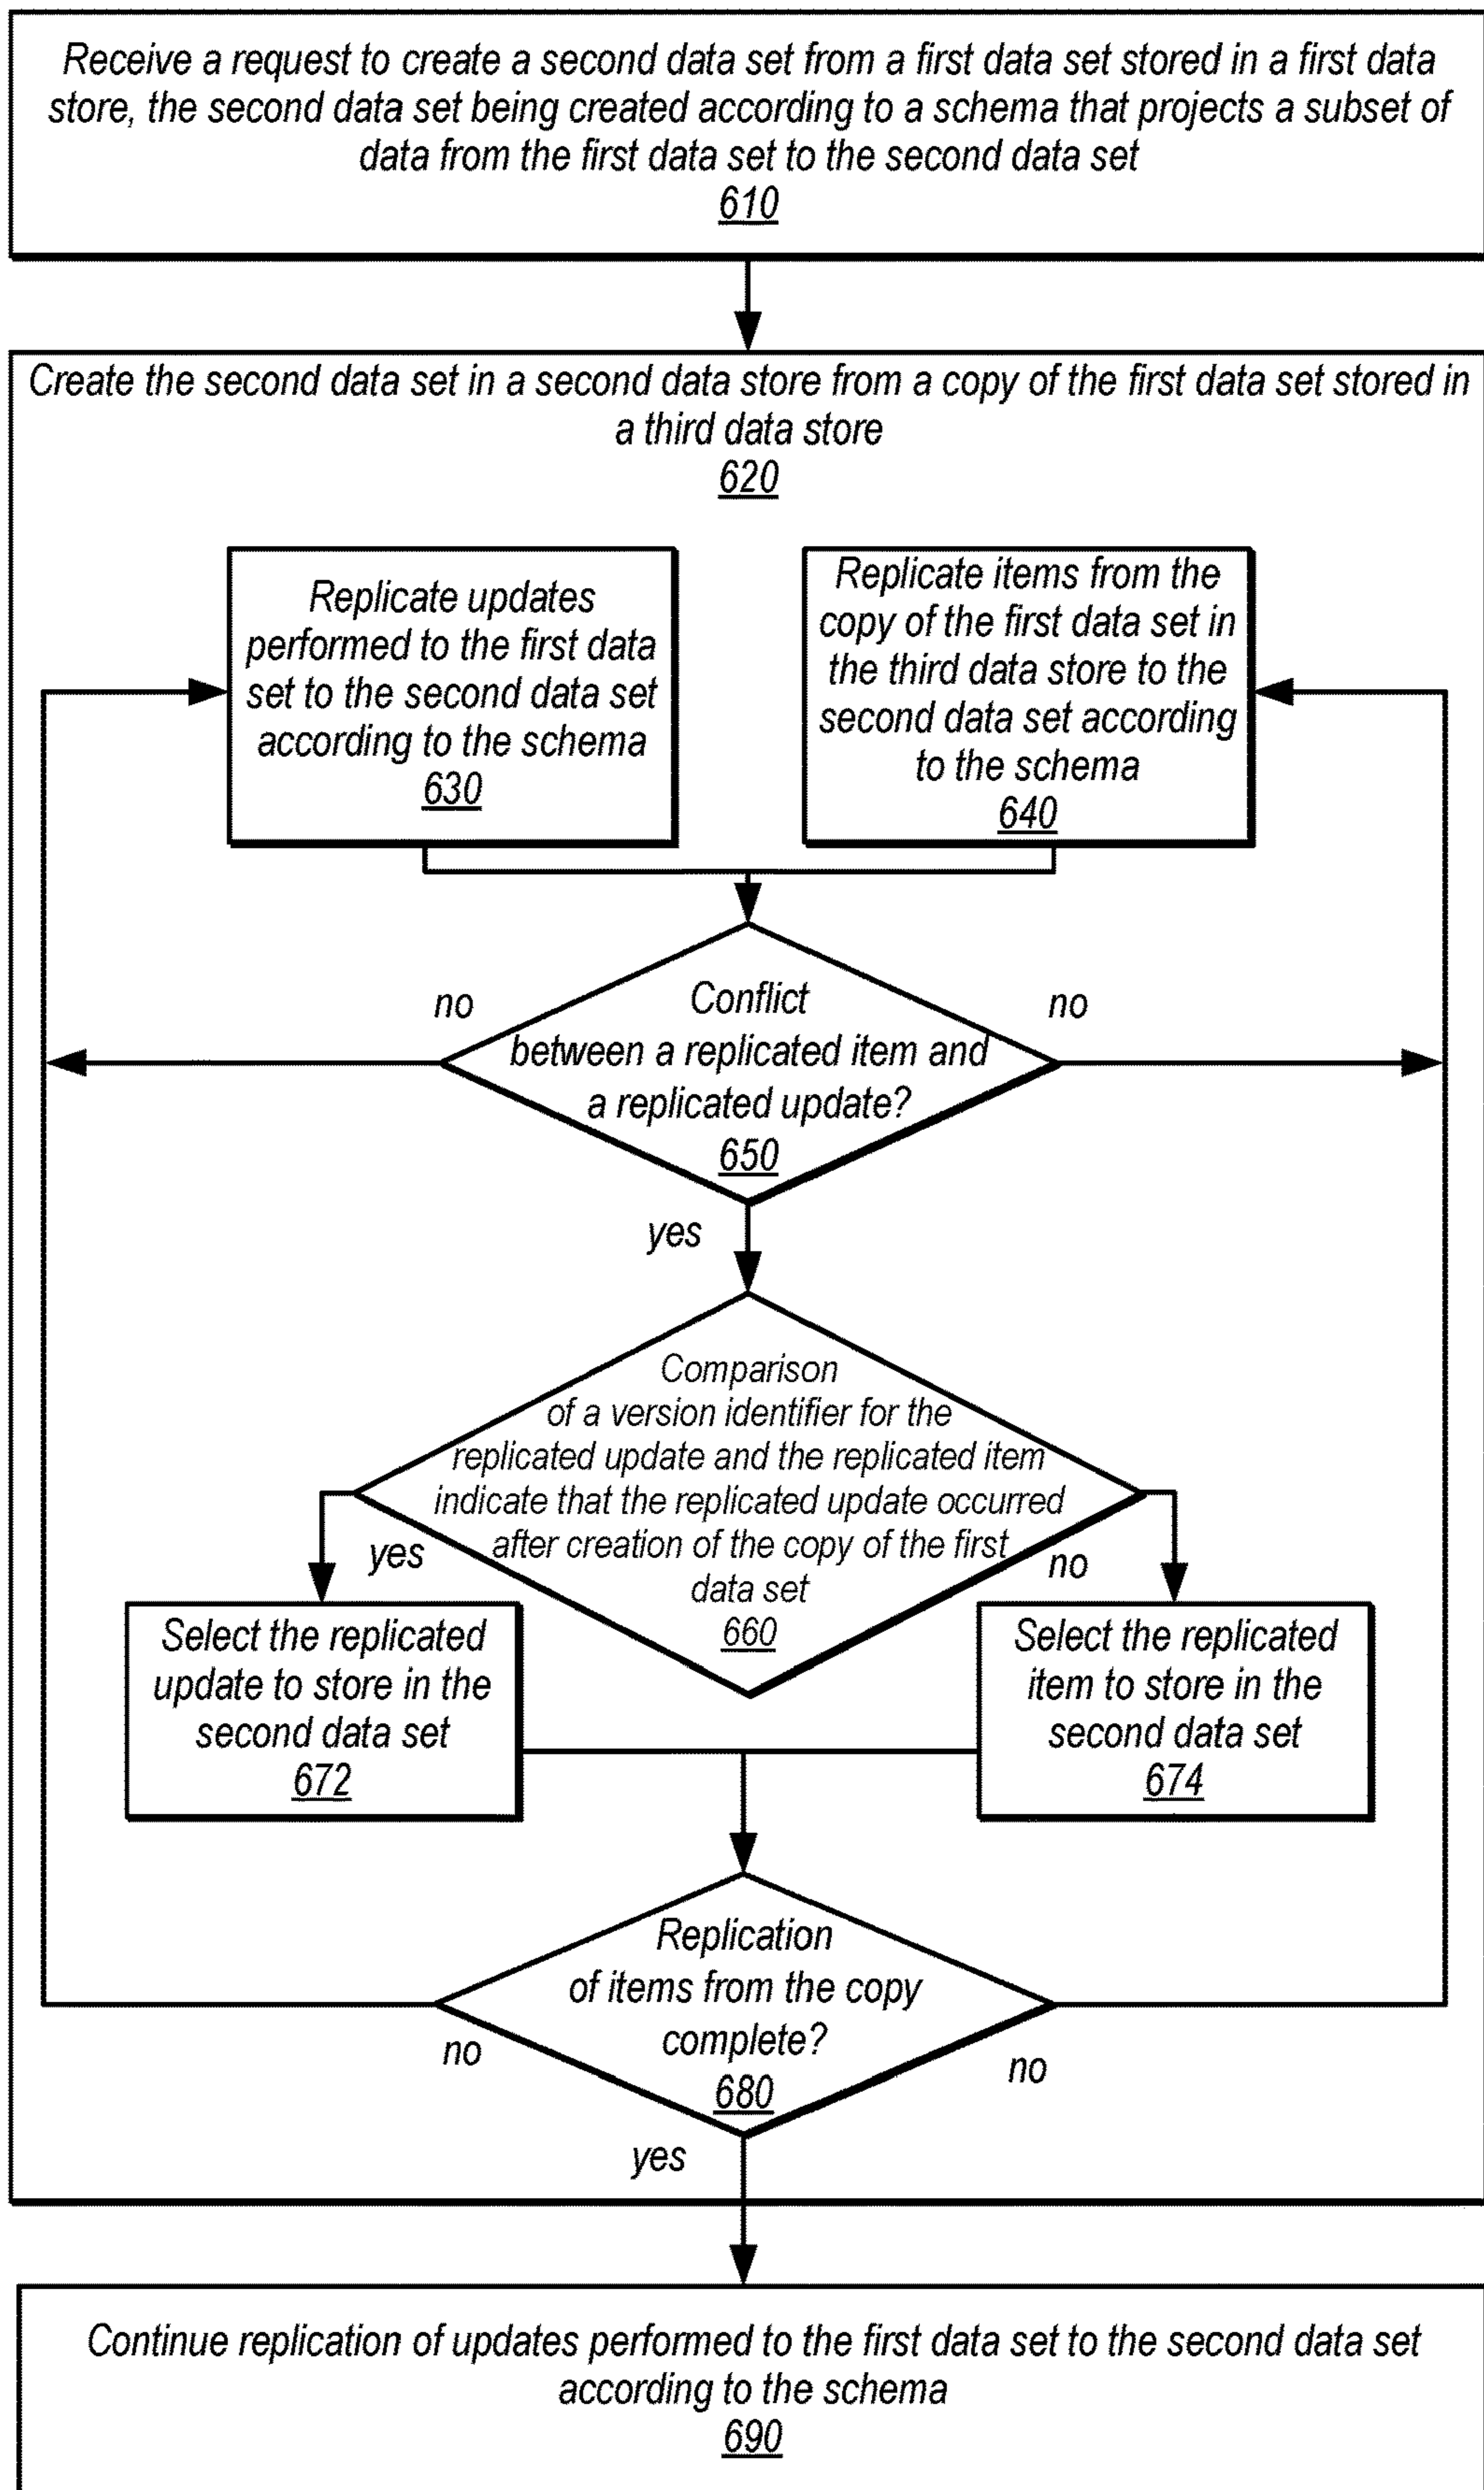 Receive a request to create a second data set from a first data set stored in a first data
store, the second data set being created according to a schema that projects a subset of
data from the first data set to the second data set
610
Create the second data set in a second data store from a copy of the first data set stored in
a third data store
620
Replicate updates
performed to the first data
set to the second data set
according to the schema
630
Replicate items from the
copy of the first data set in
the third data store to the
second data set according
to the schema
640
no
Conflict
no
between a replicated item and
a replicated update?
650
yes
Comparison
of a version identifier for the
replicated update and the replicated item
indicate that the replicated update occurred
after creation of the copy of the first
data set
660
yes
no
Select the replicated
update to store in the
second data set
672
Select the replicated
item to store in the
second data set
674
Replication
of items from the copy
complete?
680
no
no
yes
Continue replication of updates performed to the first data set to the second data set
according to the schema
690